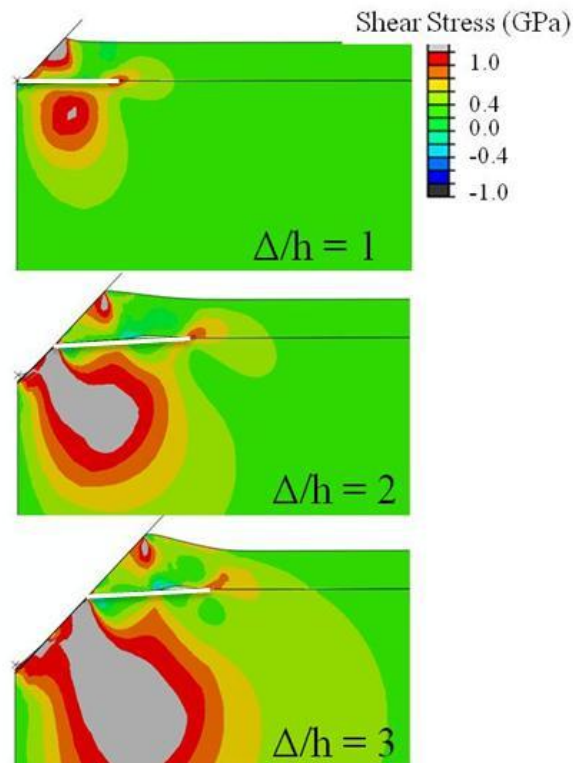 Shear Stress (GPa)
1.0
0.4
0.0
-0.4
-1.0
Δ/h = 1
Δ/h = 2
Δ/h = 3